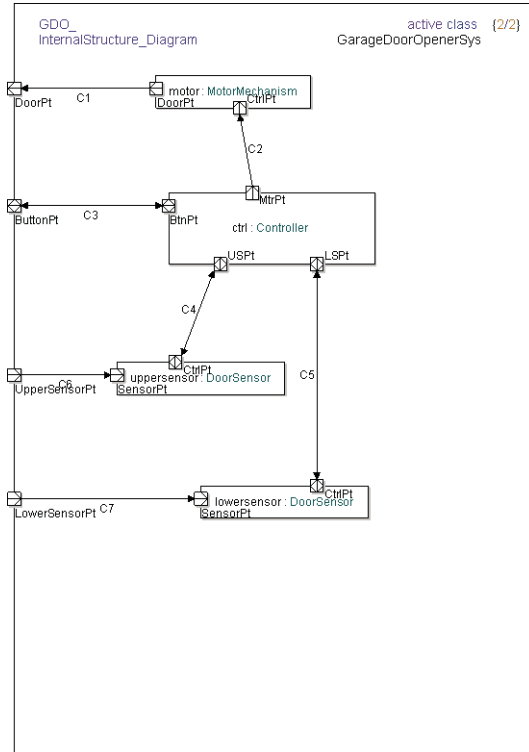 GDO_
InternalStructure_Diagram
active class {2/2}
GarageDoorOpenerSys
DoorPt
C1
motor : MotorMechanism
DoorPt
CtrlPt
C2
ButtonPt
C3
BtnPt
MtrPt
ctrl : Controller
USPt
LSPt
C4
C5
UpperSensorPt
C6
CtrlPt
uppersensor : DoorSensor
SensorPt
LowerSensorPt
C7
CtrlPt
lowersensor : DoorSensor
SensorPt